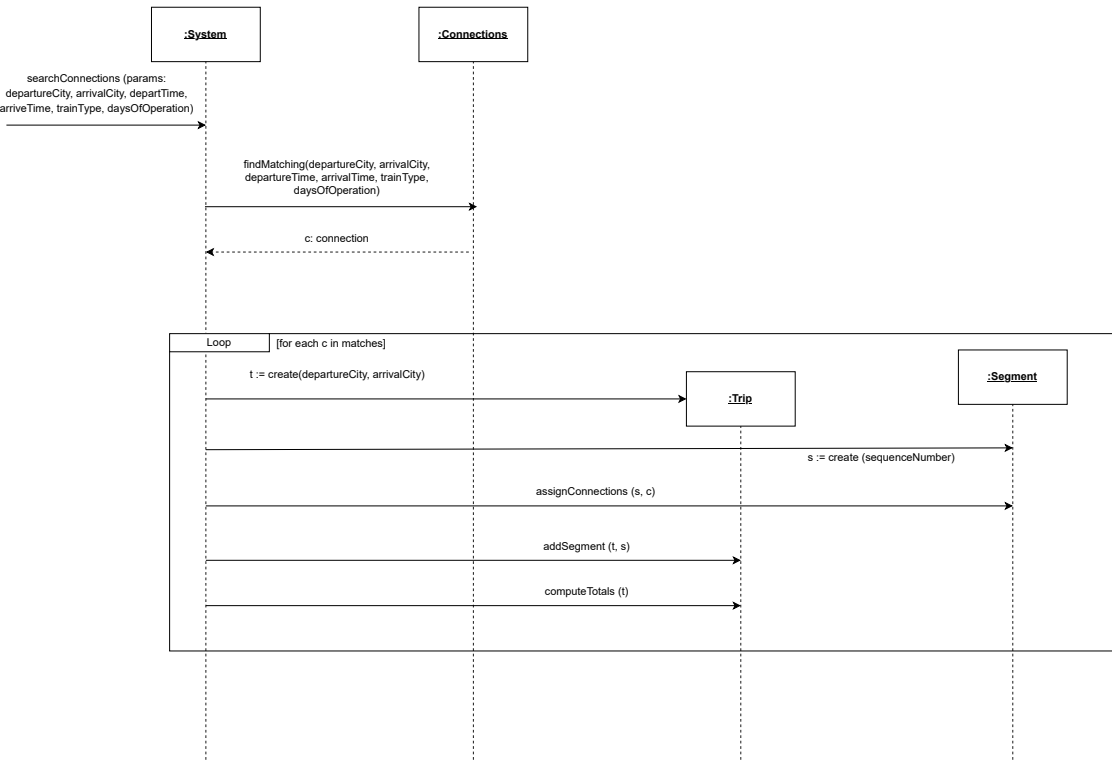 :System
:Connections
searchConnections (params:
departureCity, arrivalCity, departTime,
arriveTime, trainType, daysOfOperation)
findMatching(departureCity, arrivalCity,
departureTime, arrivalTime, trainType,
daysOfOperation)
c: connection
Loop
[for each c in matches]
t := create(departureCity, arrivalCity)
:Trip
:Segment
s := create (sequenceNumber)
assignConnections (s, c)
addSegment (t, s)
computeTotals (t)